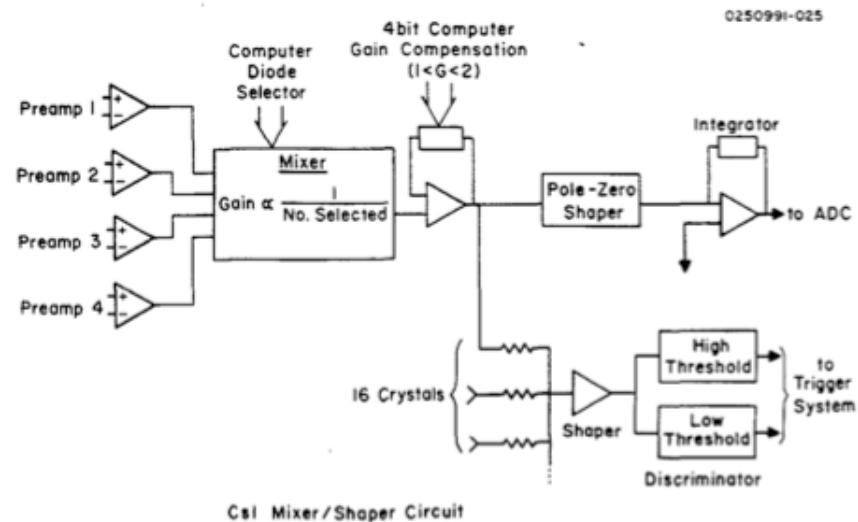 0250991-025
4bit Computer
Gain Compensation
(1<G<2)
Computer
Diode
Selector
Preamp 1
+
−
Preamp 2
+
−
Preamp 3
+
−
Preamp 4
+
−
Mixer
Gain ∝ 1
No. Selected
Pole-Zero
Shaper
Integrator
to ADC
16 Crystals
Shaper
High
Threshold
Low
Threshold
Discriminator
to
Trigger
System
CsI Mixer/Shaper Circuit